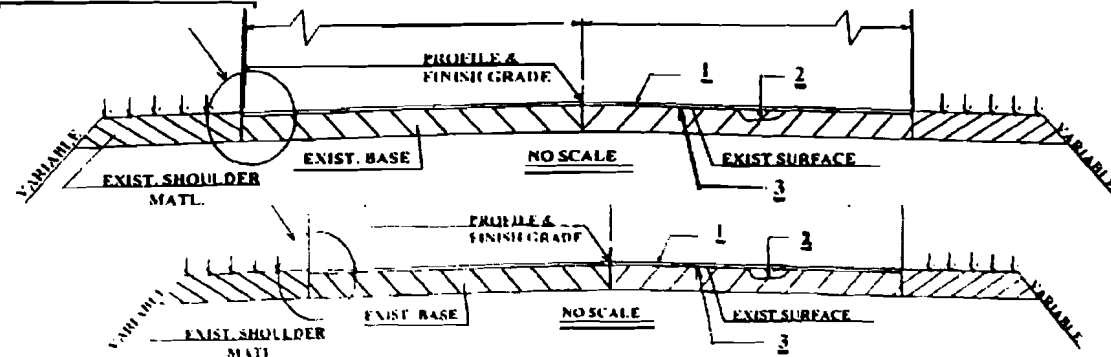 PROFILE &
FINISH GRADE
1
2
VARIABLE
EXIST. BASE
NO SCALE
EXIST SURFACE
VARIABLE
EXIST. SHOULDER
MATL.
3
PROFILE &
FINISH GRADE
1
2
VARIABLE
EXIST BASE
NO SCALE
EXIST SURFACE
VARIABLE
EXIST. SHOULDER
MATL
3